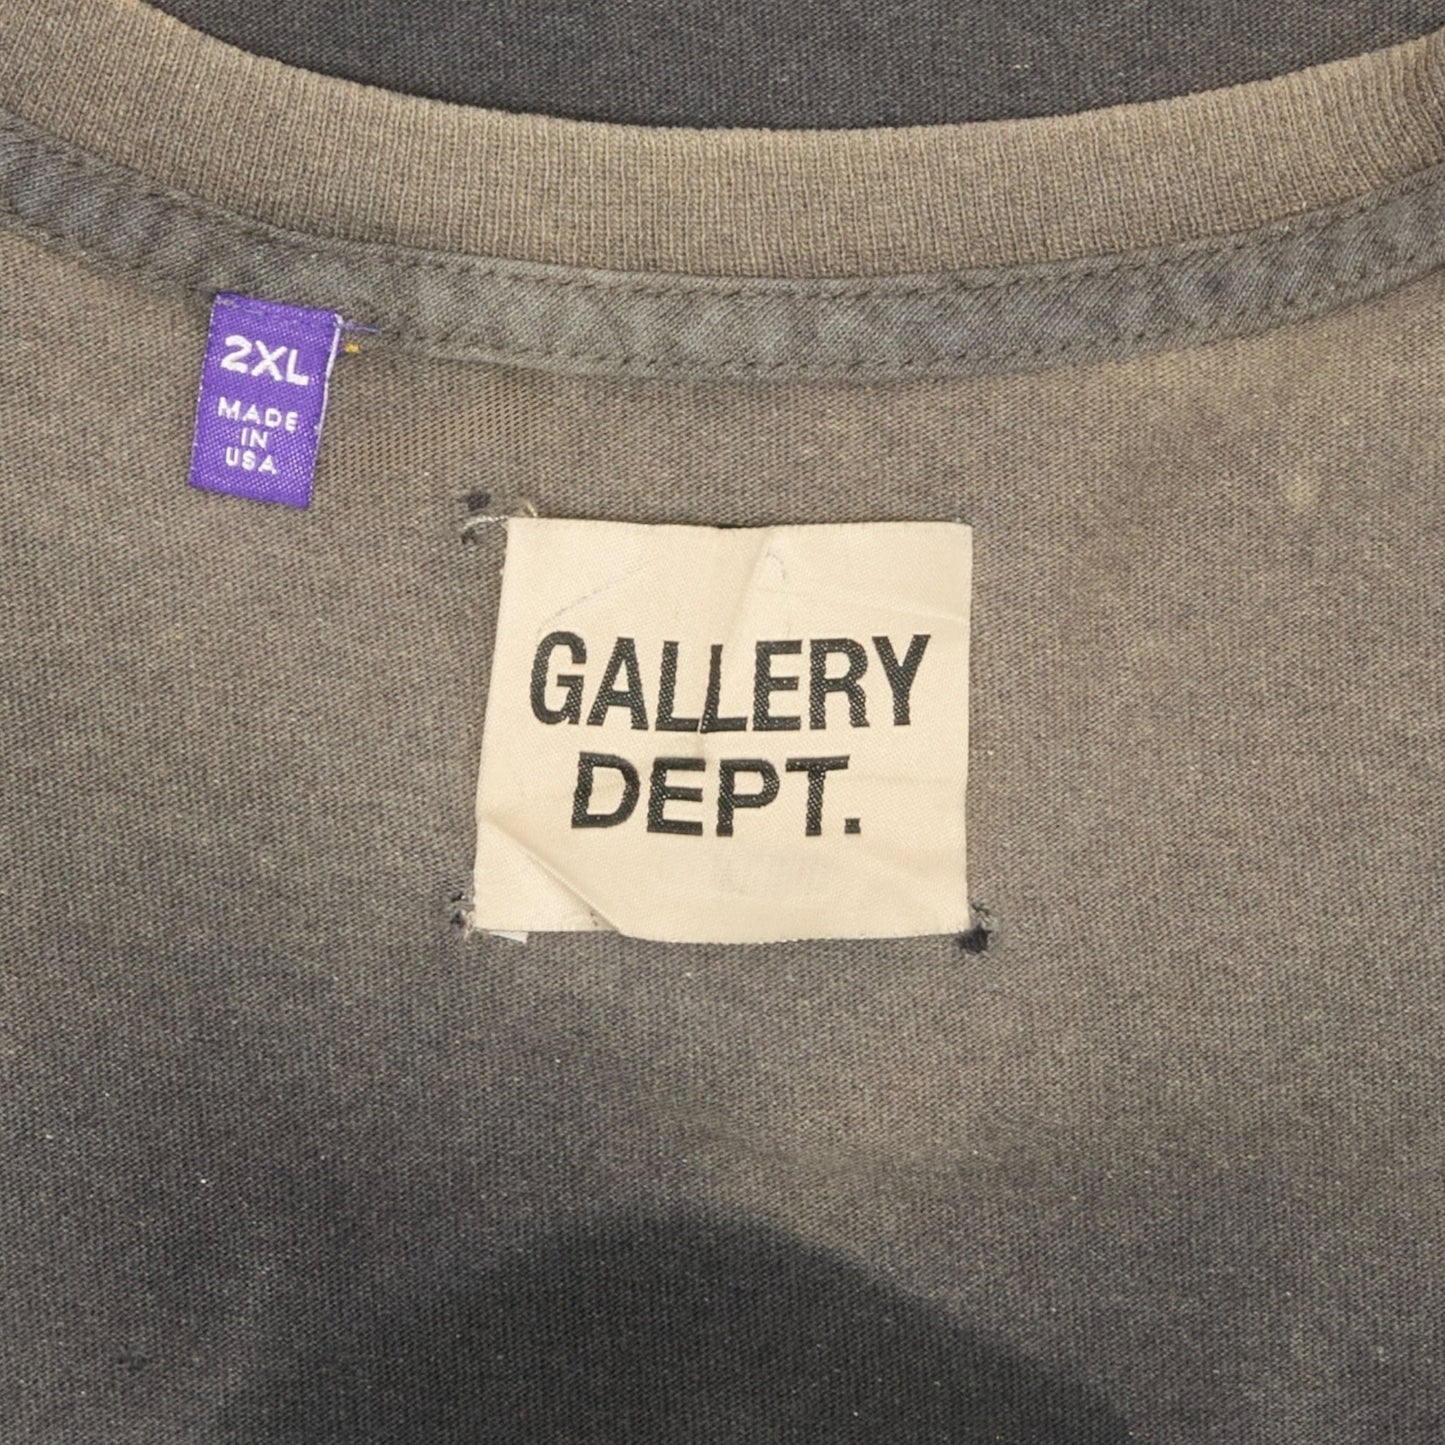 2XL
MADE
IN
USA
GALLERY
DEPT.